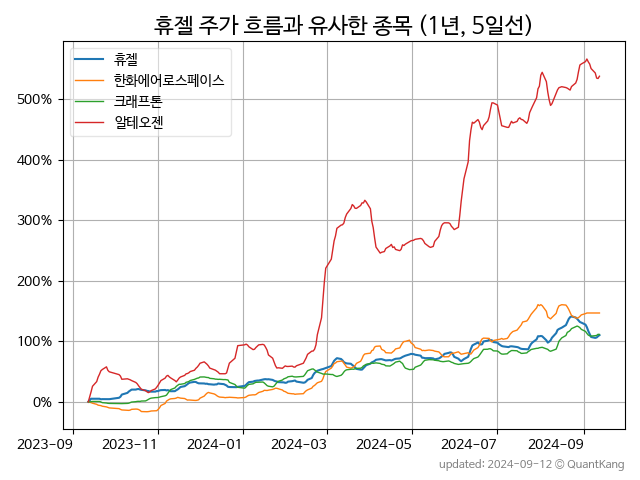 휴젤 주가 흐름과 유사한 종목 (1년, 5일선)
휴젤
한화에어로스페이스
크래프톤
알테오젠
500%
400%
300%
200%
100%
0%
2023-09 2023-11 2024-01 2024-03 2024-05 2024-07 2024-09
updated: 2024-09-12 © QuantKang